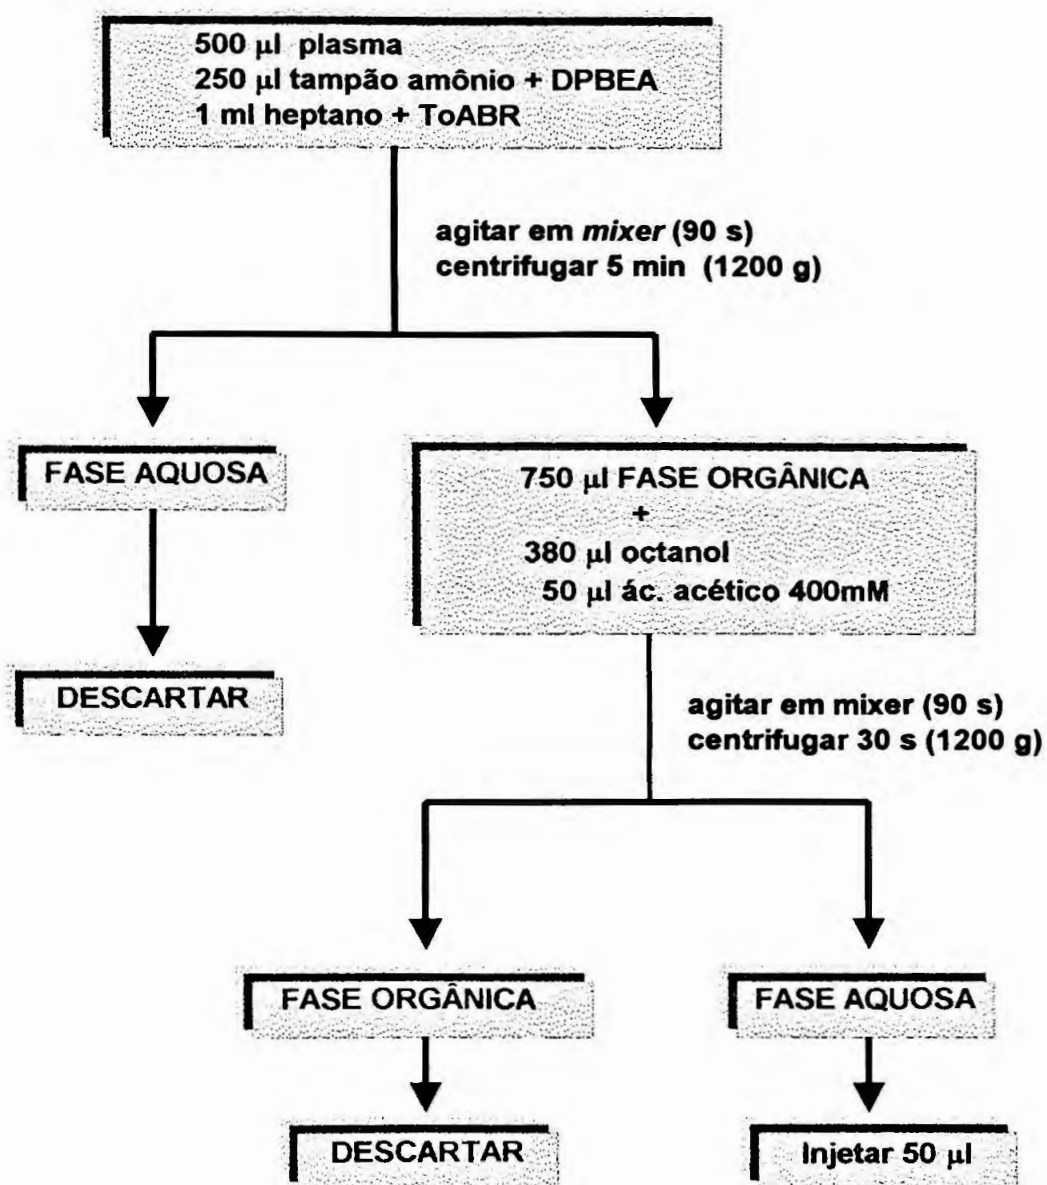 500 μl plasma
250 μl tampão amônio + DPBEA
1 ml heptano + ToABR
agitar em mixer (90 s)
centrifugar 5 min (1200 g)
FASE AQUOSA
DESCARTAR
750 μl FASE ORGÂNICA
+
380 μl octanol
50 μl ác. acético 400mM
agitar em mixer (90 s)
centrifugar 30 s (1200 g)
FASE ORGÂNICA
DESCARTAR
FASE AQUOSA
Injetar 50 μl